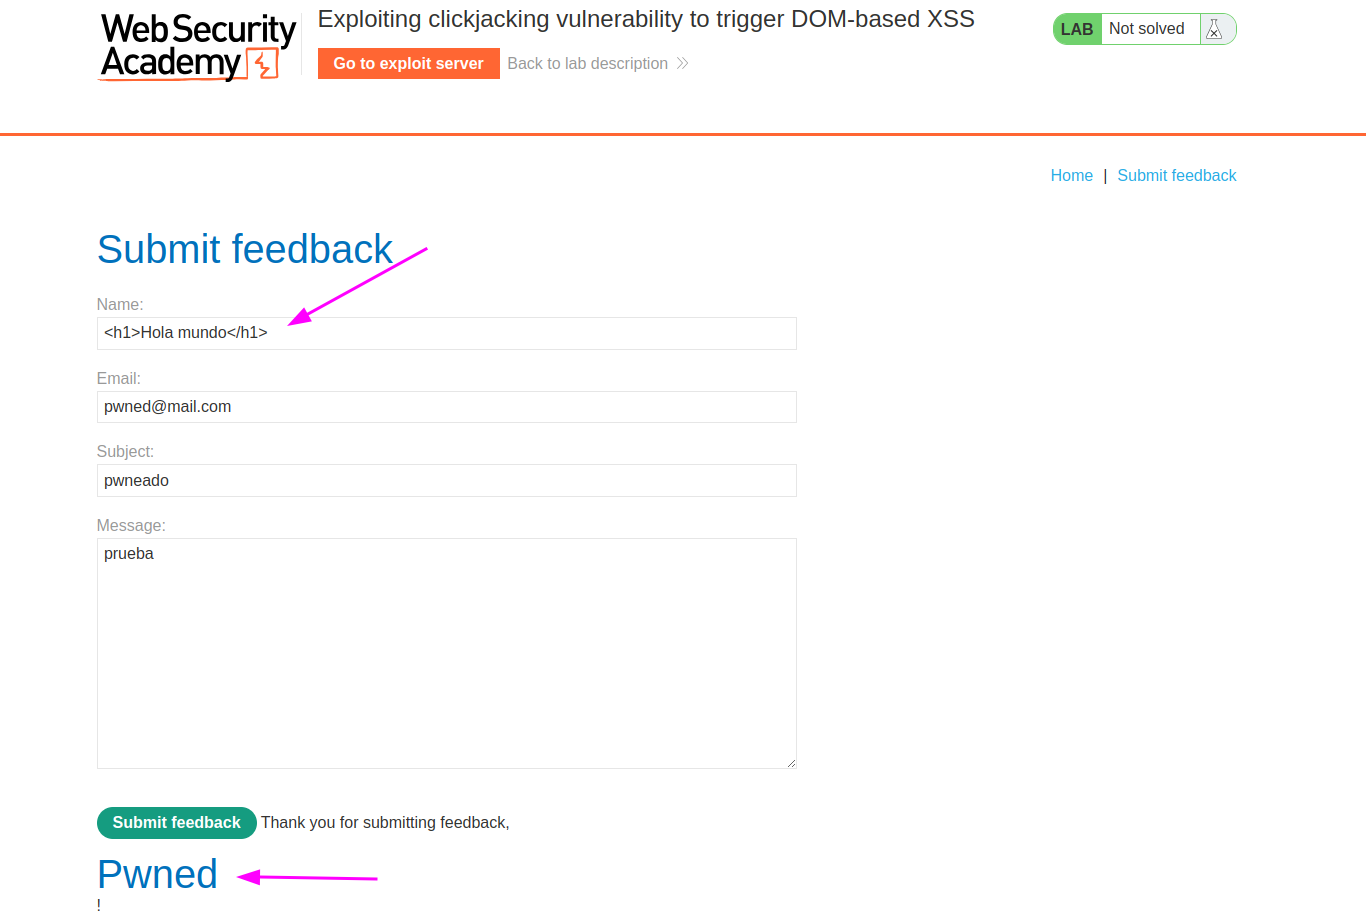 Web Security
Academy
Exploiting clickjacking vulnerability to trigger DOM-based XSS
LAB Not solved
Go to exploit server Back to lab description
Home | Submit feedback
Submit feedback
Name:
<h1>Hola mundo</h1>
Email:
pwned@mail.com
Subject:
pwneado
Message:
prueba
Submit feedback Thank you for submitting feedback,
Pwned
!